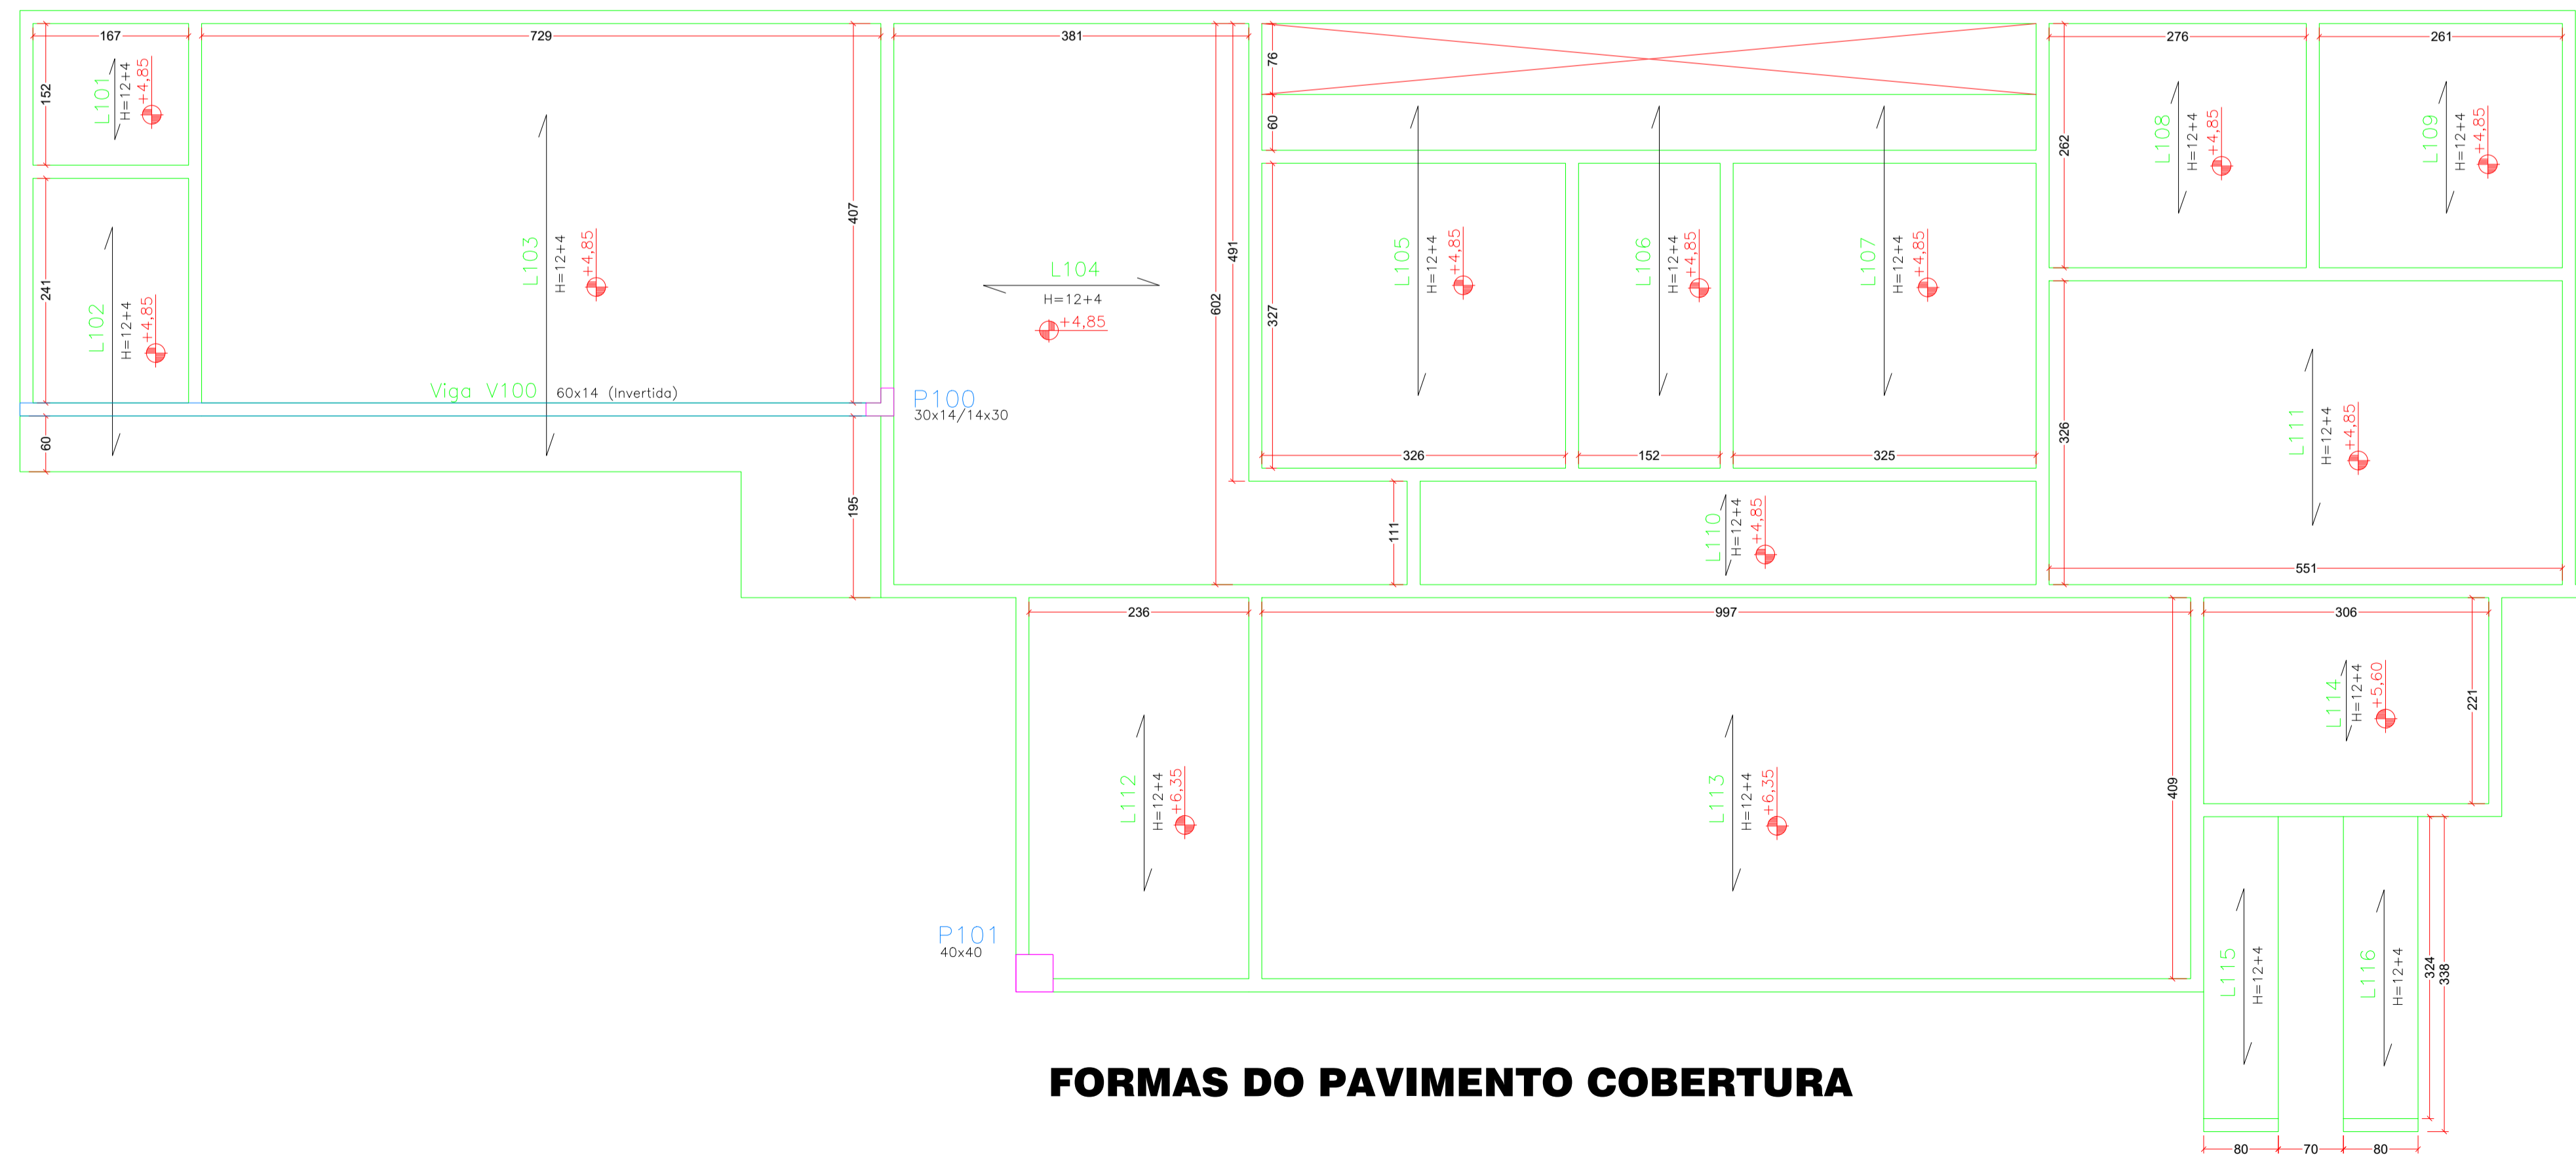 167
729
381
276
261
152
L101
H=12+4
+4,85
76
60
407
491
602
262
L108
H=12+4
+4,85
L109
H=12+4
+4,85
241
L102
H=12+4
+4,85
L103
H=12+4
+4,85
L104
H=12+4
+4,85
327
L105
H=12+4
+4,85
L106
H=12+4
+4,85
L107
H=12+4
+4,85
Viga V100 60x14 (Invertida)
P100
30x14/14x30
60
195
326
152
325
326
L111
H=12+4
+4,85
111
L110
H=12+4
+4,85
551
236
997
306
L112
H=12+4
+6,35
L113
H=12+4
+6,35
409
L114
H=12+4
+5,60
221
P101
40x40
L115
H=12+4
L116
H=12+4
324
338
FORMAS DO PAVIMENTO COBERTURA
80
70
80